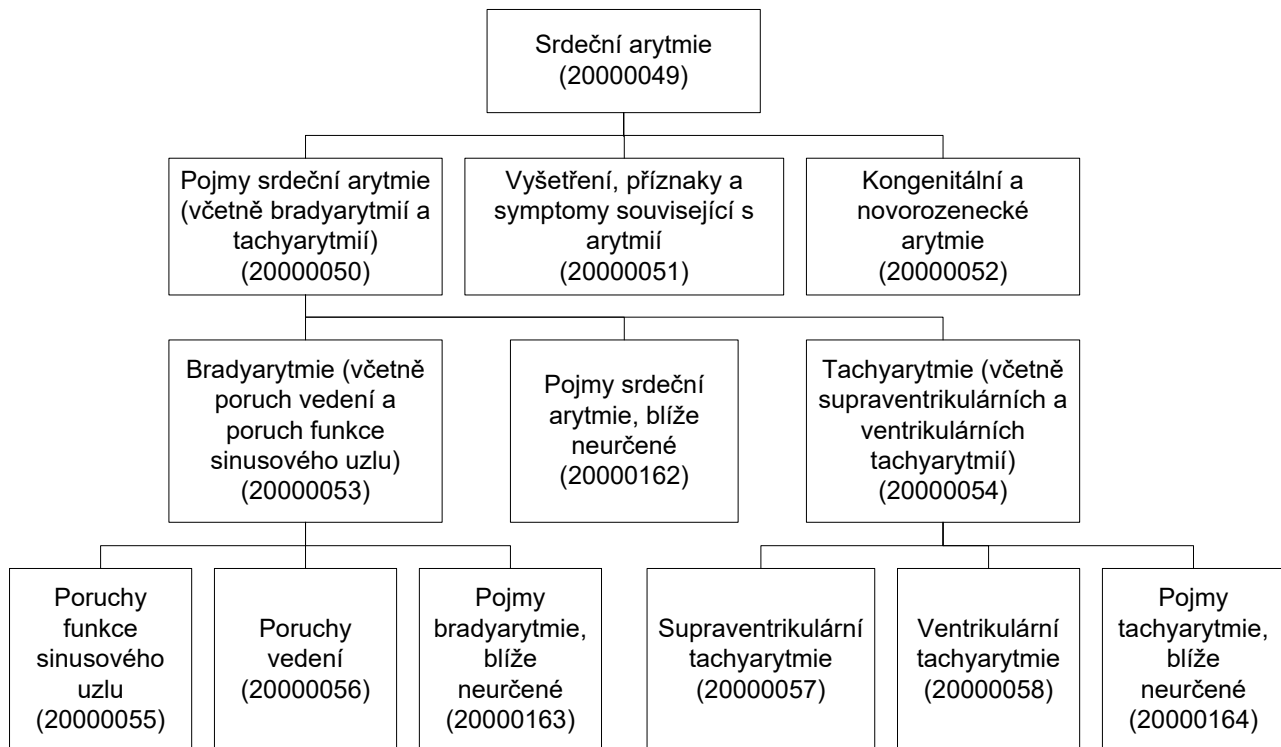 Srdeční arytmie
(20000049)
Pojmy srdeční arytmie
(včetně bradyarytmií a
tachyarytmií)
(20000050)
Vyšetření, příznaky a
symptomy související s
arytmií
(20000051)
Kongenitální a
novorozenecké
arytmie
(20000052)
Bradyarytmie (včetně
poruch vedení a
poruch funkce
sinusového uzlu)
(20000053)
Pojmy srdeční
arytmie, blíže
neurčené
(20000162)
Tachyarytmie (včetně
supraventrikulárních a
ventrikulárních
tachyarytmií)
(20000054)
Poruchy
funkce
sinusového
uzlu
(20000055)
Poruchy
vedení
(20000056)
Pojmy
bradyarytmie,
blíže
neurčené
(20000163)
Supraventrikulární
tachyarytmie
(20000057)
Ventrikulární
tachyarytmie
(20000058)
Pojmy
tachyarytmie,
blíže
neurčené
(20000164)